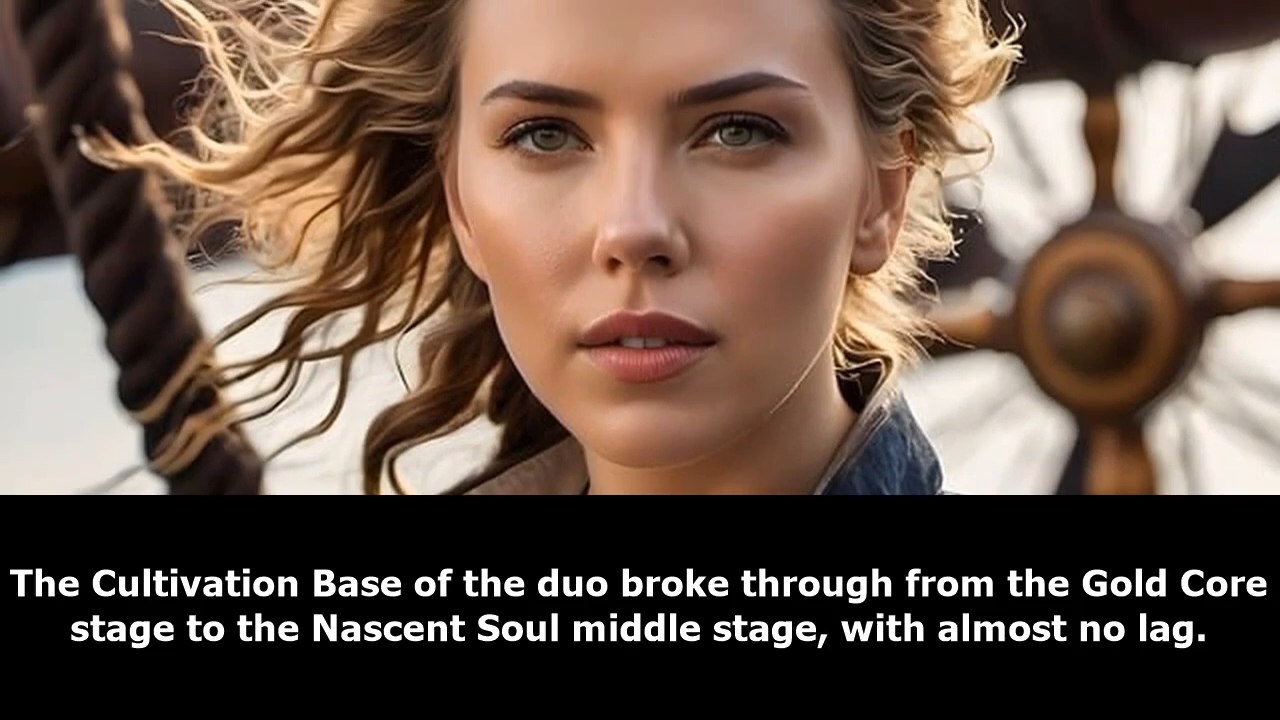 The Cultivation Base of the duo broke through from the Gold Core
stage to the Nascent Soul middle stage, with almost no lag.